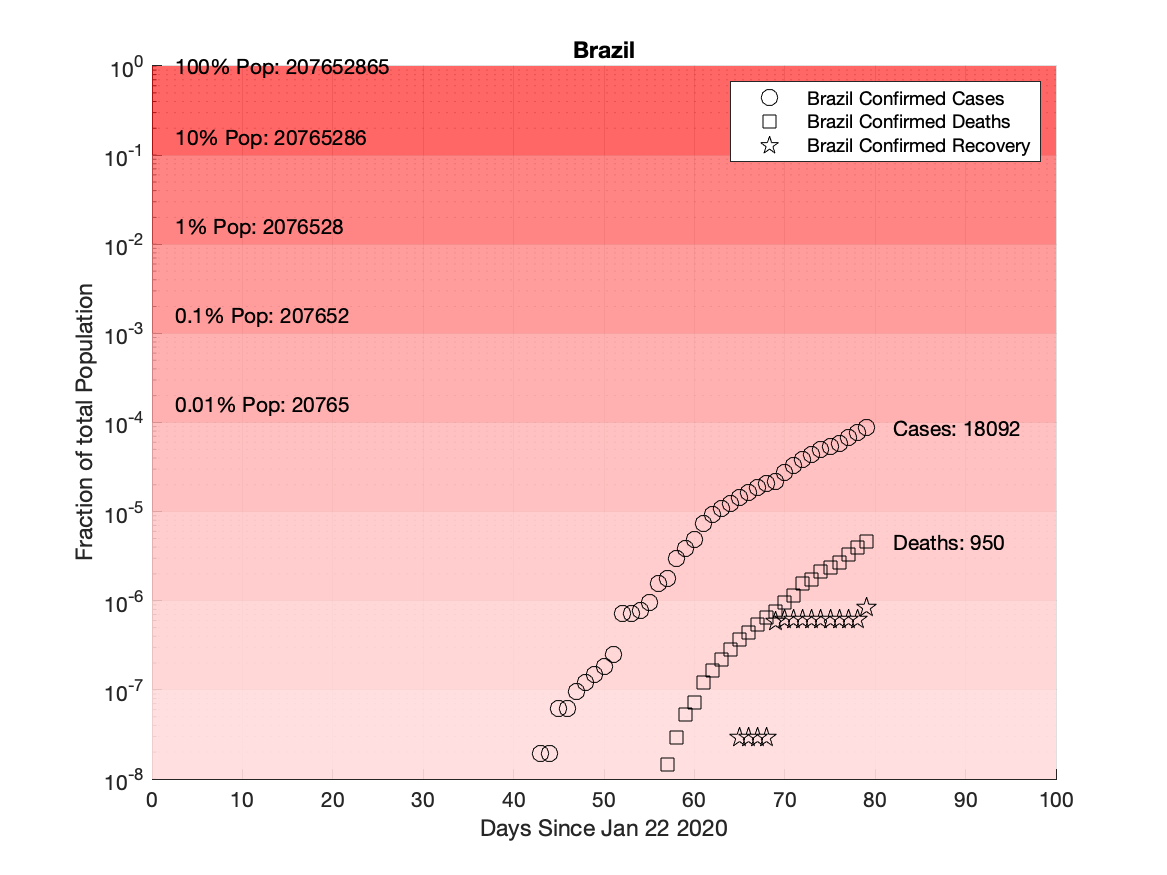 Brazil
10^0
10^-1
10^-2
10^-3
10^-4
10^-5
10^-6
10^-7
10^-8
Fraction of total Population
100% Pop: 207652865
10% Pop: 20765286
1% Pop: 2076528
0.1% Pop: 207652
0.01% Pop: 20765
Brazil Confirmed Cases
Brazil Confirmed Deaths
Brazil Confirmed Recovery
Cases: 18092
Deaths: 950
0 10 20 30 40 50 60 70 80 90 100
Days Since Jan 22 2020